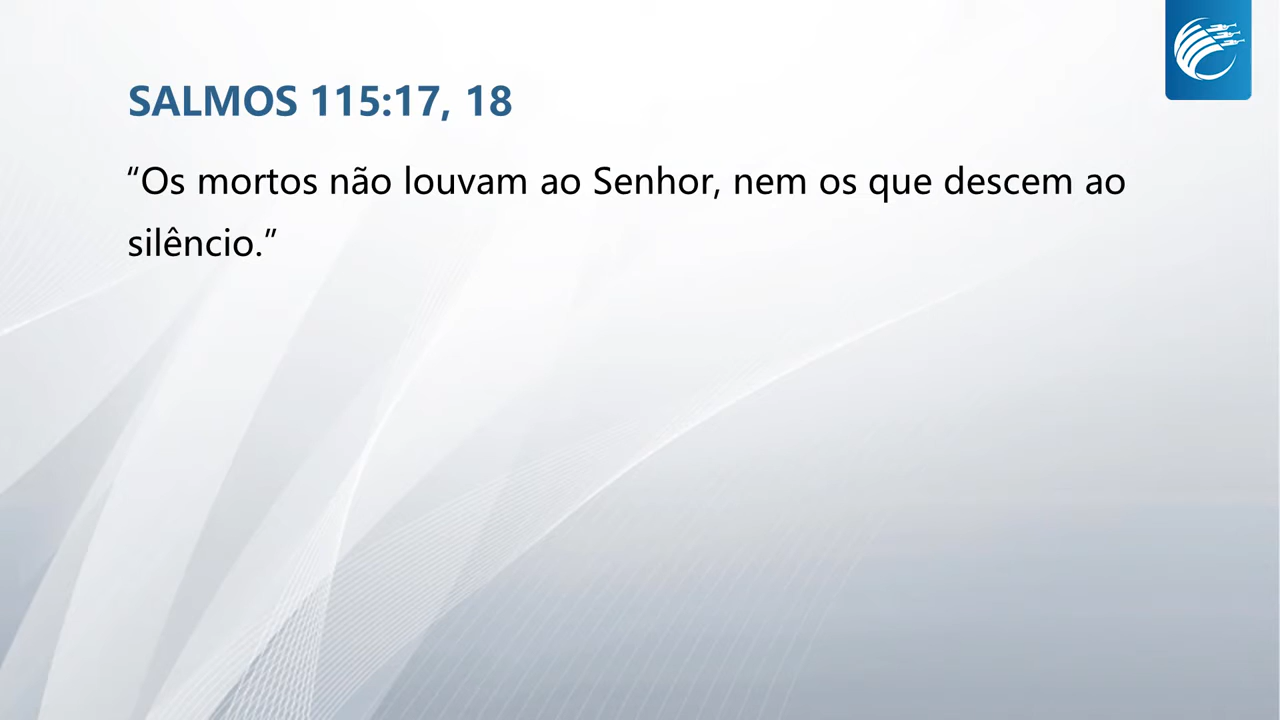 SALMOS 115:17, 18
“Os mortos não louvam ao Senhor, nem os que descem ao
silêncio.”